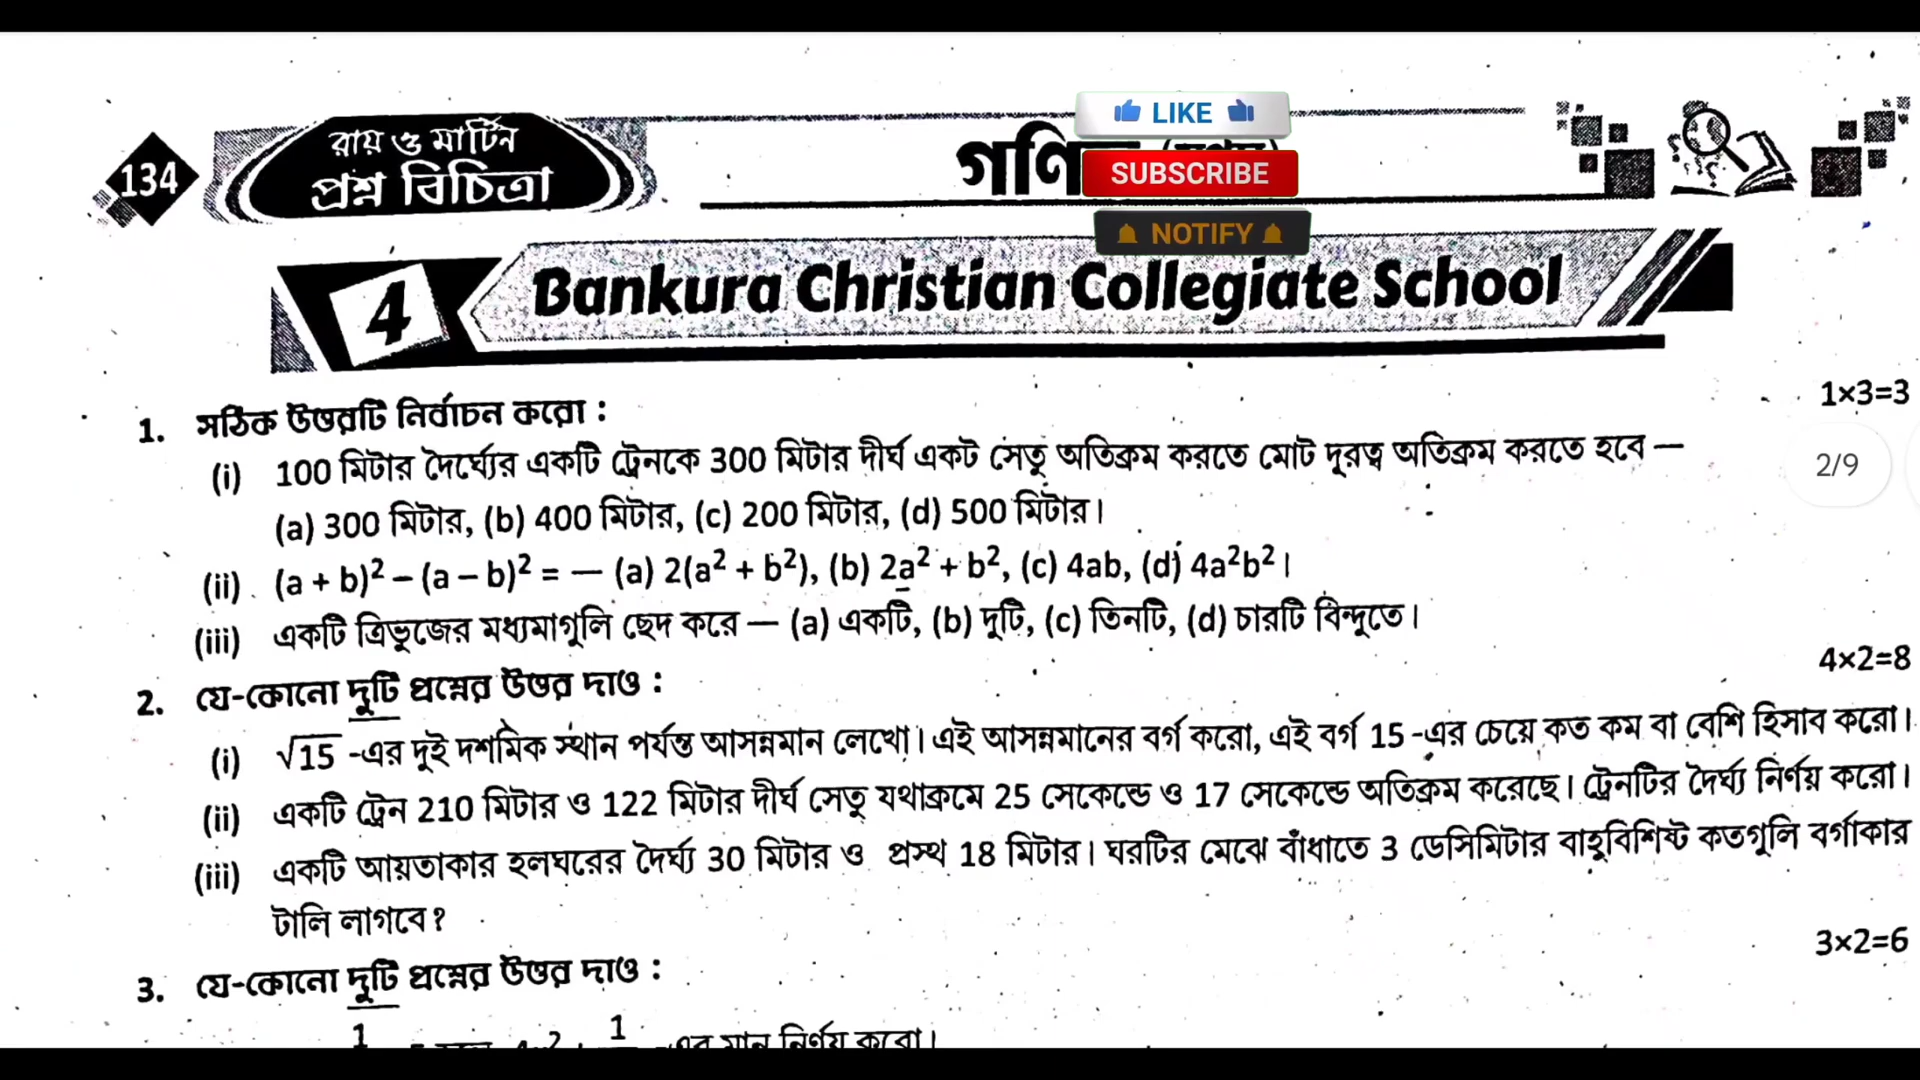 134
রায় ও মার্টিন
প্রশ্ন বিচিত্রা
LIKE
SUBSCRIBE
NOTIFY
4
Bankura Christian Collegiate School
1. সঠিক উত্তরটি নির্বাচন করো : 1×3=3
(i) 100 মিটার দৈর্ঘ্যের একটি ট্রেনকে 300 মিটার দীর্ঘ একট সেতু অতিক্রম করতে মোট দূরত্ব অতিক্রম করতে হবে —
2/9
(a) 300 মিটার, (b) 400 মিটার, (c) 200 মিটার, (d) 500 মিটার।
(ii) (a + b)² – (a – b)² = — (a) 2(a² + b²), (b) 2a² + b², (c) 4ab, (d) 4a²b²।
(iii) একটি ত্রিভুজের মধ্যমাগুলি ছেদ করে — (a) একটি, (b) দুটি, (c) তিনটি, (d) চারটি বিন্দুতে।
2. যে-কোনো দুটি প্রশ্নের উত্তর দাও : 4×2=8
(i) √15 -এর দুই দশমিক স্থান পর্যন্ত আসন্নমান লেখো। এই আসন্নমানের বর্গ করো, এই বর্গ 15 -এর চেয়ে কত কম বা বেশি হিসাব করো।
(ii) একটি ট্রেন 210 মিটার ও 122 মিটার দীর্ঘ সেতু যথাক্রমে 25 সেকেন্ডে ও 17 সেকেন্ডে অতিক্রম করেছে। ট্রেনটির দৈর্ঘ্য নির্ণয় করো।
(iii) একটি আয়তাকার হলঘরের দৈর্ঘ্য 30 মিটার ও প্রস্থ 18 মিটার। ঘরটির মেঝে বাঁধাতে 3 ডেসিমিটার বাহুবিশিষ্ট কতগুলি বর্গাকার
টালি লাগবে?
3. যে-কোনো দুটি প্রশ্নের উত্তর দাও : 3×2=6
-এর মান নির্ণয় করো।